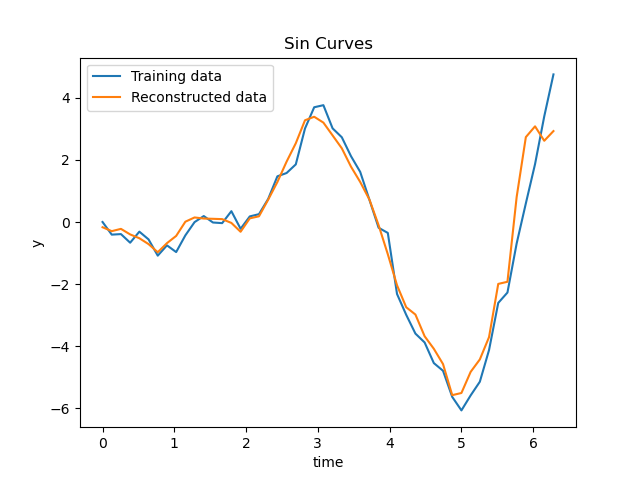 Sin Curves
Training data
Reconstructed data
4
2
0
−2
−4
−6
y
0 1 2 3 4 5 6
time